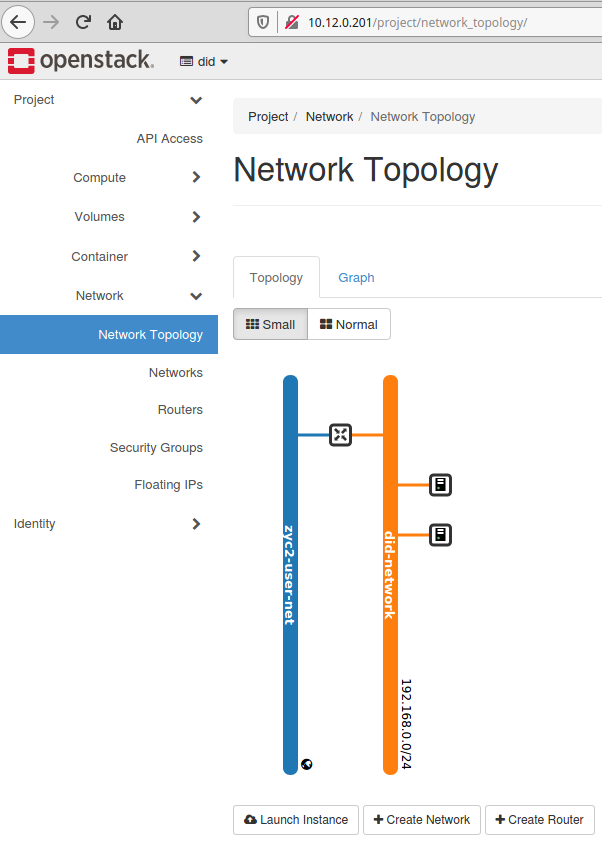 10.12.0.201/project/network_topology/
openstack.
did
Project
API Access
Compute
Volumes
Container
Network
Network Topology
Networks
Routers
Security Groups
Floating IPs
Identity
Project / Network / Network Topology
Network Topology
Topology
Graph
Small
Normal
zyc2-user-net
did-network
192.168.0.0/24
Launch Instance
Create Network
Create Router